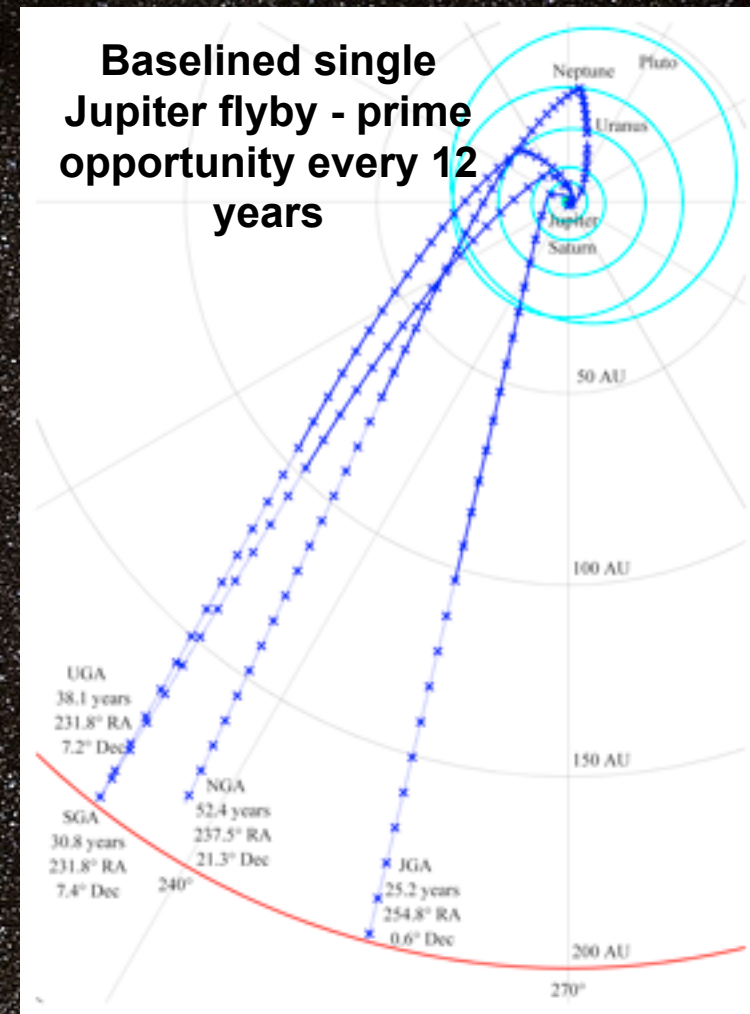 Baselined single
Jupiter flyby - prime
opportunity every 12
years
Neptune
Pluto
Uranus
Jupiter
Saturn
50 AU
100 AU
UGA
38.1 years
231.8° RA
7.2° Dec
150 AU
NGA
52.4 years
237.5° RA
21.3° Dec
SGA
30.8 years
231.8° RA
7.4° Dec
240°
JGA
25.2 years
254.8° RA
0.6° Dec
200 AU
270°